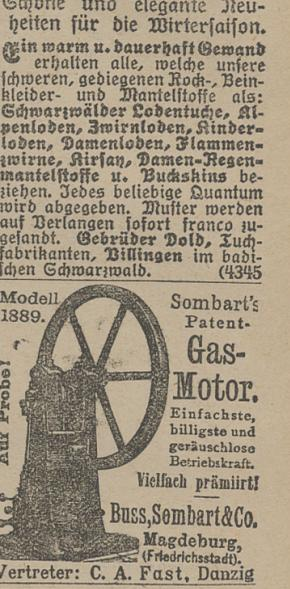 Schöne und elegante Neu-
heiten für die Wintersaison.
Ein warm u. dauerhaft Gewand
erhalten alle, welche unsere
schweren, gediegenen Rock-, Bein-
kleider- und Mantelstoffe als:
Schwarzwälder Lodentuche, Al-
penloden, Zwirnloden, Kinder-
loden, Damenloden, Flammen-
zwirne, Kirsay, Damen-Regen-
mantelstoffe u. Buckskins be-
ziehen. Jedes beliebige Quantum
wird abgegeben. Muster werden
auf Verlangen sofort franco zu-
gesandt. Gebrüder Dold, Tuch-
fabrikanten, Villingen im badi-
schen Schwarzwald. (4345
Modell
1889.
Auf Probe!
Sombart's
Patent-
Gas-
Motor.
Einfachste,
billigste und
geräuschlose
Betriebskraft.
Vielfach prämiirt!
Buss, Sombart & Co.
Magdeburg,
(Friedrichsstadt).
Vertreter: C. A. Fast, Danzig